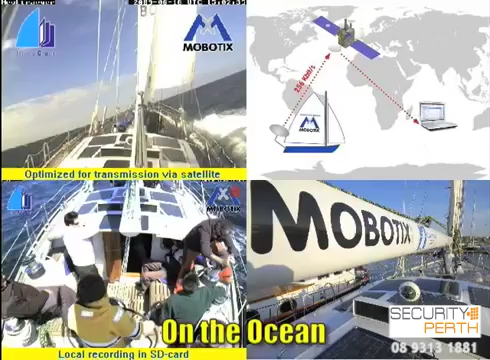 MOBOTIX
Optimized for transmission via satellite
256 KBit/s
MOBOTIX
MOBOTIX
Local recording in SD-card
On the Ocean
MOBOTIX
SECURITY
PERTH
08 9313 1881